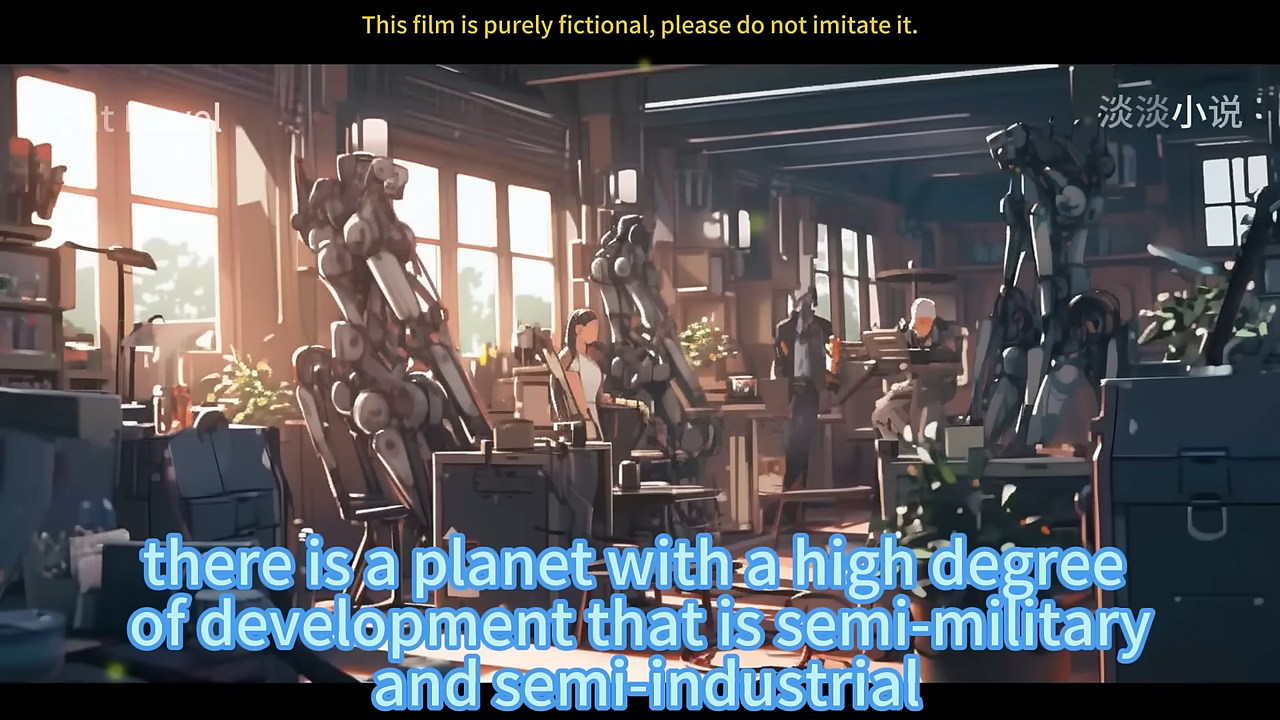 This film is purely fictional, please do not imitate it.
淡淡小说：
there is a planet with a high degree
of development that is semi-military
and semi-industrial